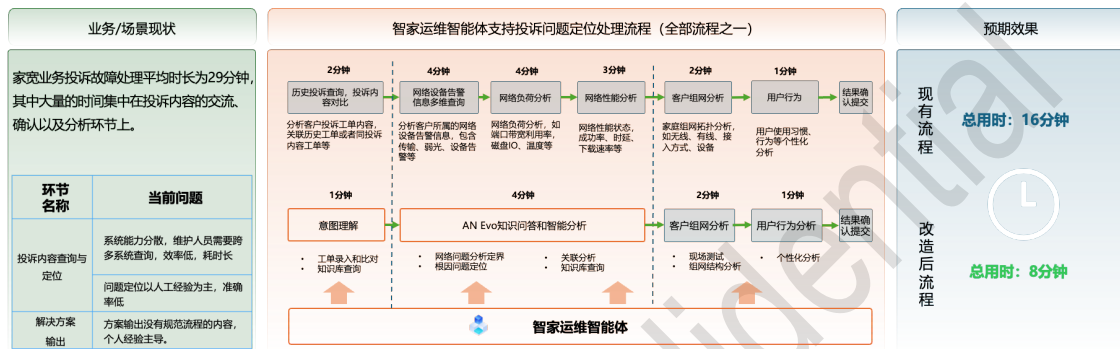 业务/场景现状
家宽业务投诉故障处理平均时长为29分钟,
其中大量的时间集中在投诉内容的交流、
确认以及分析环节上。
环节
名称
当前问题
投诉内容查询与
定位
系统能力分散，维护人员需要跨
多系统查询，效率低，耗时长
问题定位以人工经验为主，准确
率低
解决方案
输出
方案输出没有规范流程的内容，
个人经验主导。
智家运维智能体支持投诉问题定位处理流程（全部流程之一）
2分钟
4分钟
4分钟
3分钟
2分钟
1分钟
历史投诉查询，投诉内
容对比
网络设备告警
信息多维查询
网络负荷分析
网络性能分析
客户组网分析
用户行为
结果确
认提交
分析客户投诉工单内容，
关联历史工单或者同投诉
内容工单等
分析客户所属的网络
设备告警信息，包含
传输、弱光、设备告
警等
网络负荷分析，如
端口带宽利用率，
磁盘IO、温度等
网络性能状态，
成功率、时延、
下载速率等
家庭组网拓扑分析，
如无线、有线、接
入方式、设备
用户使用习惯、
行为等个性化
分析
1分钟
4分钟
2分钟
1分钟
意图理解
AN Evo知识问答和智能分析
客户组网分析
用户行为分析
结果确
认提交
• 工单录入和比对
• 知识库查询
• 网络问题分析定界
• 根因问题定位
• 关联分析
• 知识库查询
• 现场测试
• 组网结构分析
• 个性化分析
智家运维智能体
预期效果
现有流程
总用时：16分钟
改造后流程
总用时：8分钟